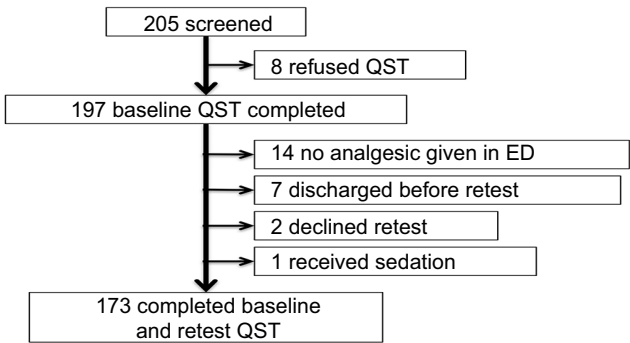 205 screened
8 refused QST
197 baseline QST completed
14 no analgesic given in ED
7 discharged before retest
2 declined retest
1 received sedation
173 completed baseline
and retest QST